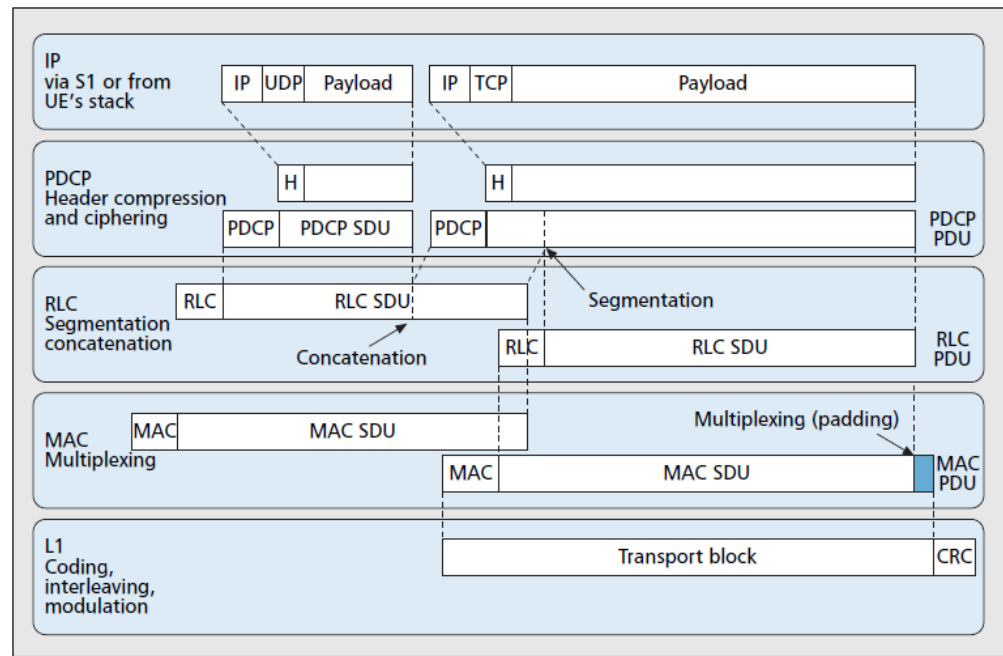 IP
via S1 or from
UE's stack
IP UDP Payload
IP TCP Payload
PDCP
Header compression
and ciphering
H
H
PDCP PDCP SDU
PDCP
PDCP
PDU
RLC
Segmentation
concatenation
RLC RLC SDU
Segmentation
Concatenation
RLC RLC SDU
RLC
PDU
MAC
Multiplexing
MAC MAC SDU
Multiplexing (padding)
MAC MAC SDU
MAC
PDU
L1
Coding,
interleaving,
modulation
Transport block CRC